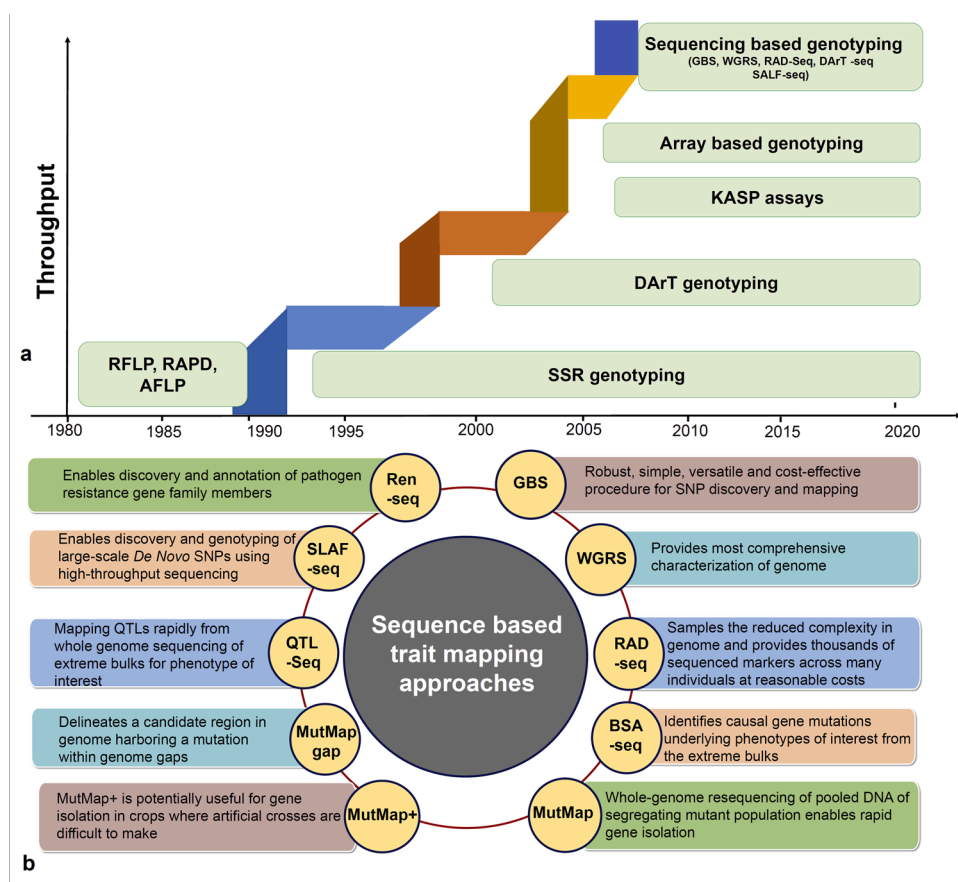 Throughput
Sequencing based genotyping
(GBS, WGRS, RAD-Seq, DArT -seq
SALF-seq)
Array based genotyping
KASP assays
DArT genotyping
a
RFLP, RAPD,
AFLP
SSR genotyping
1980
1985
1990
1995
2000
2005
2010
2015
2020
Enables discovery and annotation of pathogen
resistance gene family members
Ren
-seq
GBS
Robust, simple, versatile and cost-effective
procedure for SNP discovery and mapping
Enables discovery and genotyping of
large-scale De Novo SNPs using
high-throughput sequencing
SLAF
-seq
WGRS
Provides most comprehensive
characterization of genome
Sequence based
trait mapping
approaches
Mapping QTLs rapidly from
whole genome sequencing of
extreme bulks for phenotype of
interest
QTL
-Seq
RAD
-seq
Samples the reduced complexity in
genome and provides thousands of
sequenced markers across many
individuals at reasonable costs
Delineates a candidate region in
genome harboring a mutation
within genome gaps
MutMap
gap
BSA
-seq
Identifies causal gene mutations
underlying phenotypes of interest from
the extreme bulks
MutMap+ is potentially useful for gene
isolation in crops where artificial crosses are
difficult to make
MutMap+
MutMap
Whole-genome resequencing of pooled DNA of
segregating mutant population enables rapid
gene isolation
b